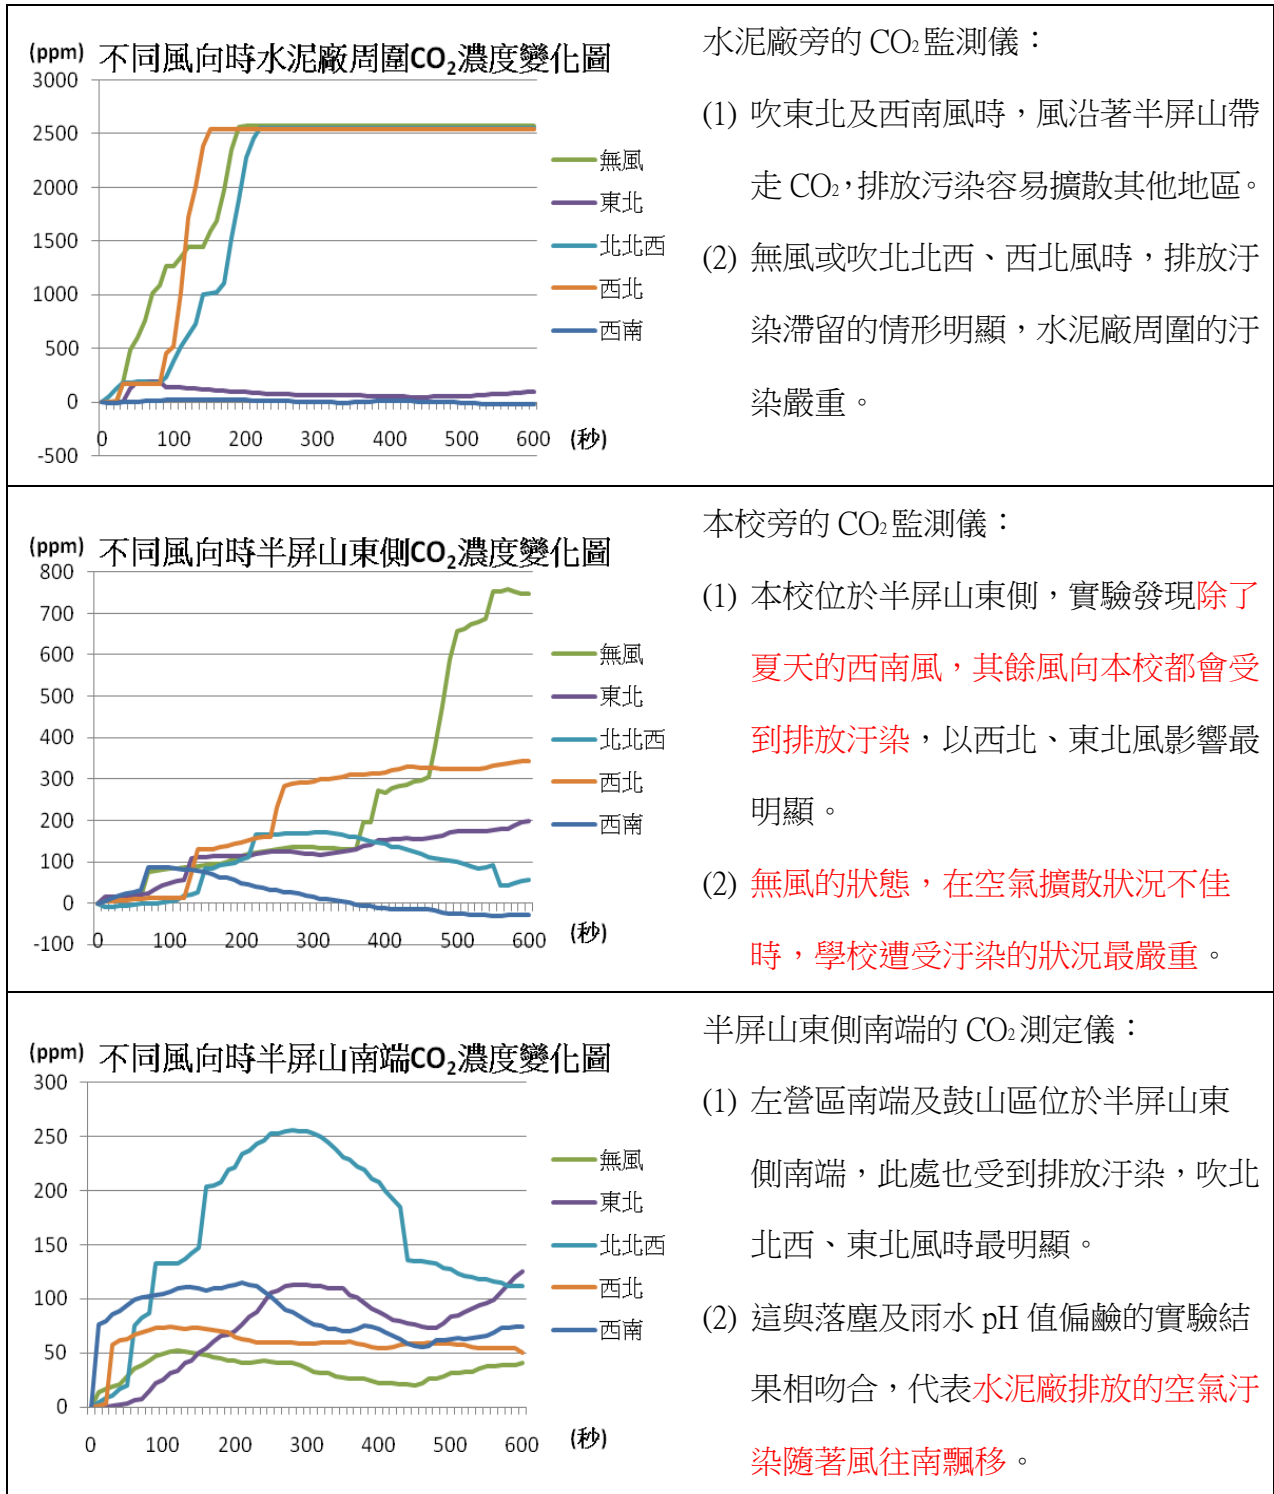 (ppm) 不同風向時水泥廠周圍CO2濃度變化圖
3000
2500
2000
1500
1000
500
0
-500
0 100 200 300 400 500 600 (秒)
無風
東北
北北西
西北
西南
水泥廠旁的 CO2 監測儀：
(1) 吹東北及西南風時，風沿著半屏山帶
走 CO2，排放污染容易擴散其他地區。
(2) 無風或吹北北西、西北風時，排放汙
染滯留的情形明顯，水泥廠周圍的汙
染嚴重。
(ppm) 不同風向時半屏山東側CO2濃度變化圖
800
700
600
500
400
300
200
100
0
-100
0 100 200 300 400 500 600 (秒)
無風
東北
北北西
西北
西南
本校旁的 CO2 監測儀：
(1) 本校位於半屏山東側，實驗發現除了
夏天的西南風，其餘風向本校都會受
到排放汙染，以西北、東北風影響最
明顯。
(2) 無風的狀態，在空氣擴散狀況不佳
時，學校遭受汙染的狀況最嚴重。
(ppm) 不同風向時半屏山南端CO2濃度變化圖
300
250
200
150
100
50
0
0 100 200 300 400 500 600 (秒)
無風
東北
北北西
西北
西南
半屏山東側南端的 CO2 測定儀：
(1) 左營區南端及鼓山區位於半屏山東
側南端，此處也受到排放汙染，吹北
北西、東北風時最明顯。
(2) 這與落塵及雨水 pH 值偏鹼的實驗結
果相吻合，代表水泥廠排放的空氣汙
染隨著風往南飄移。